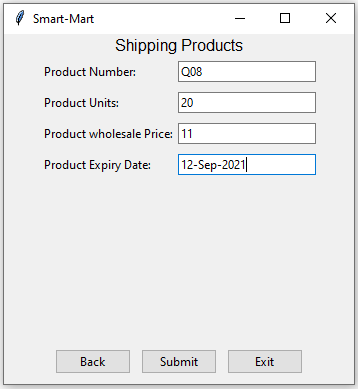 Smart-Mart
Shipping Products
Product Number: Q08
Product Units: 20
Product wholesale Price: 11
Product Expiry Date: 12-Sep-2021
Back Submit Exit